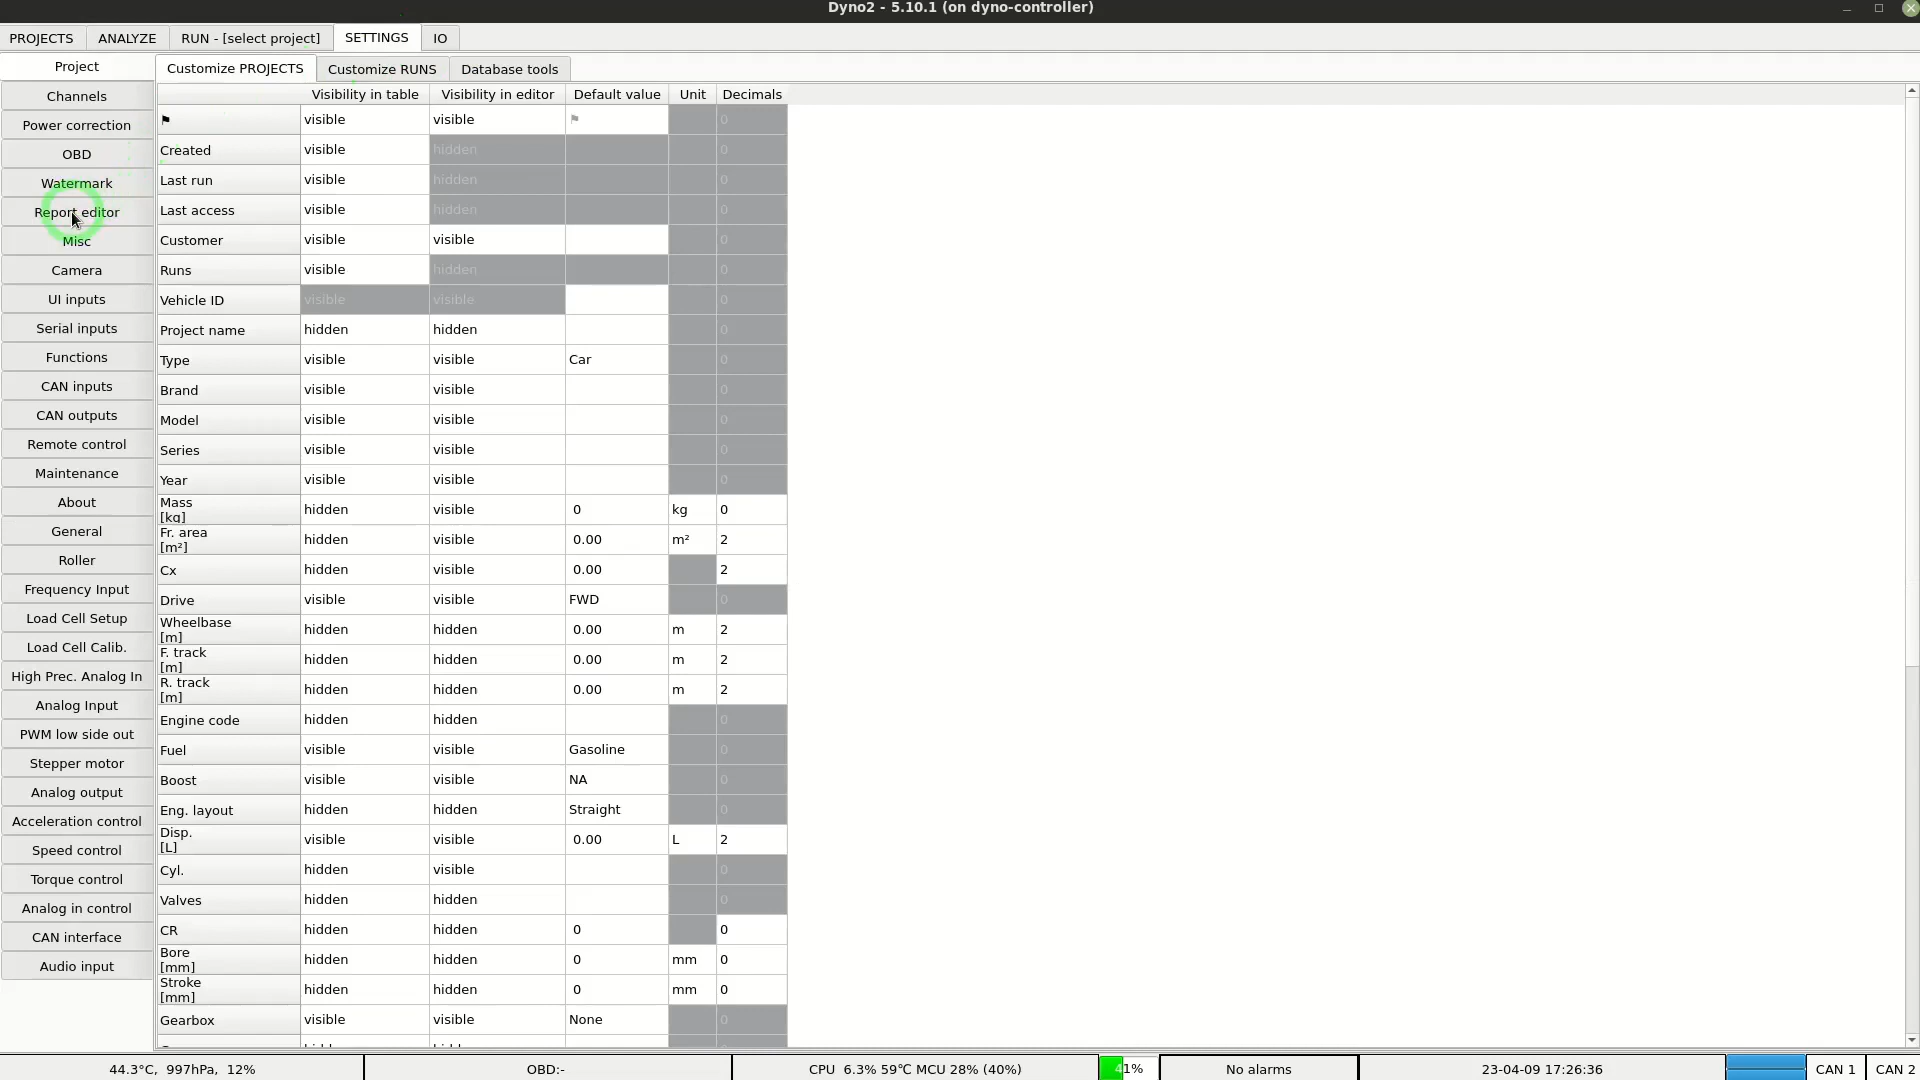 Dyno2 - 5.10.1 (on dyno-controller)
PROJECTS ANALYZE RUN - [select project] SETTINGS IO
Project
Channels
Power correction
OBD
Watermark
Report editor
Misc
Camera
UI inputs
Serial inputs
Functions
CAN inputs
CAN outputs
Remote control
Maintenance
About
General
Roller
Frequency Input
Load Cell Setup
Load Cell Calib.
High Prec. Analog In
Analog Input
PWM low side out
Stepper motor
Analog output
Acceleration control
Speed control
Torque control
Analog in control
CAN interface
Audio input
Customize PROJECTS Customize RUNS Database tools
Visibility in table Visibility in editor Default value Unit Decimals
visible visible 0
Created visible hidden 0
Last run visible hidden 0
Last access visible hidden 0
Customer visible visible 0
Runs visible hidden 0
Vehicle ID visible visible 0
Project name hidden hidden 0
Type visible visible Car 0
Brand visible visible 0
Model visible visible 0
Series visible visible 0
Year visible visible 0
Mass [kg] hidden visible 0 kg 0
Fr. area [m²] hidden visible 0.00 m² 2
Cx hidden visible 0.00 2
Drive visible visible FWD 0
Wheelbase [m] hidden hidden 0.00 m 2
F. track [m] hidden hidden 0.00 m 2
R. track [m] hidden hidden 0.00 m 2
Engine code hidden hidden 0
Fuel visible visible Gasoline 0
Boost visible visible NA 0
Eng. layout hidden hidden Straight 0
Disp. [L] visible visible 0.00 L 2
Cyl. hidden visible 0
Valves hidden hidden 0
CR hidden hidden 0 0
Bore [mm] hidden hidden 0 mm 0
Stroke [mm] hidden hidden 0 mm 0
Gearbox visible visible None 0
44.3°C, 997hPa, 12% OBD:- CPU 6.3% 59℃ MCU 28% (40%) 41% No alarms 23-04-09 17:26:36 CAN 1 CAN 2